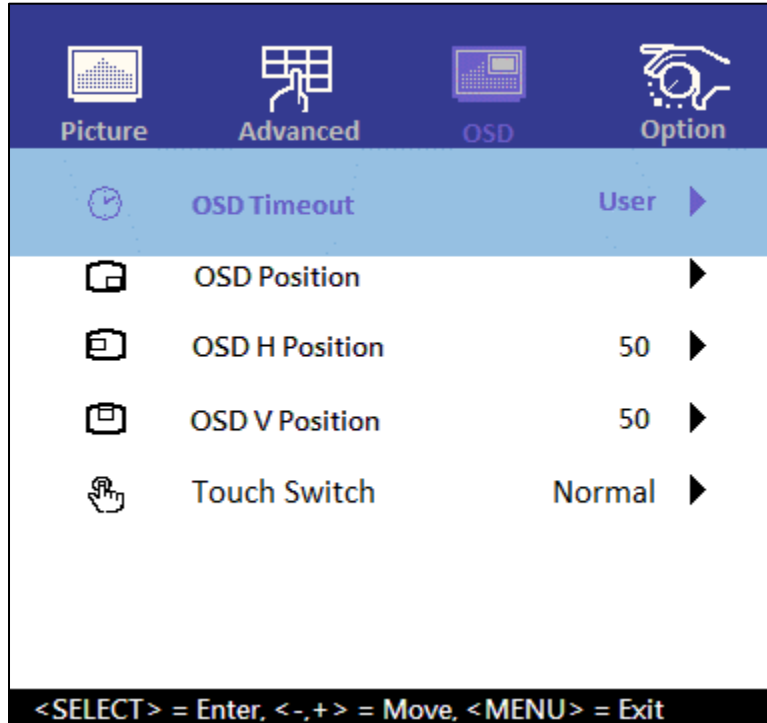 Picture Advanced OSD Option
OSD Timeout User
OSD Position
OSD H Position 50
OSD V Position 50
Touch Switch Normal
<SELECT> = Enter, <-,+> = Move, <MENU> = Exit